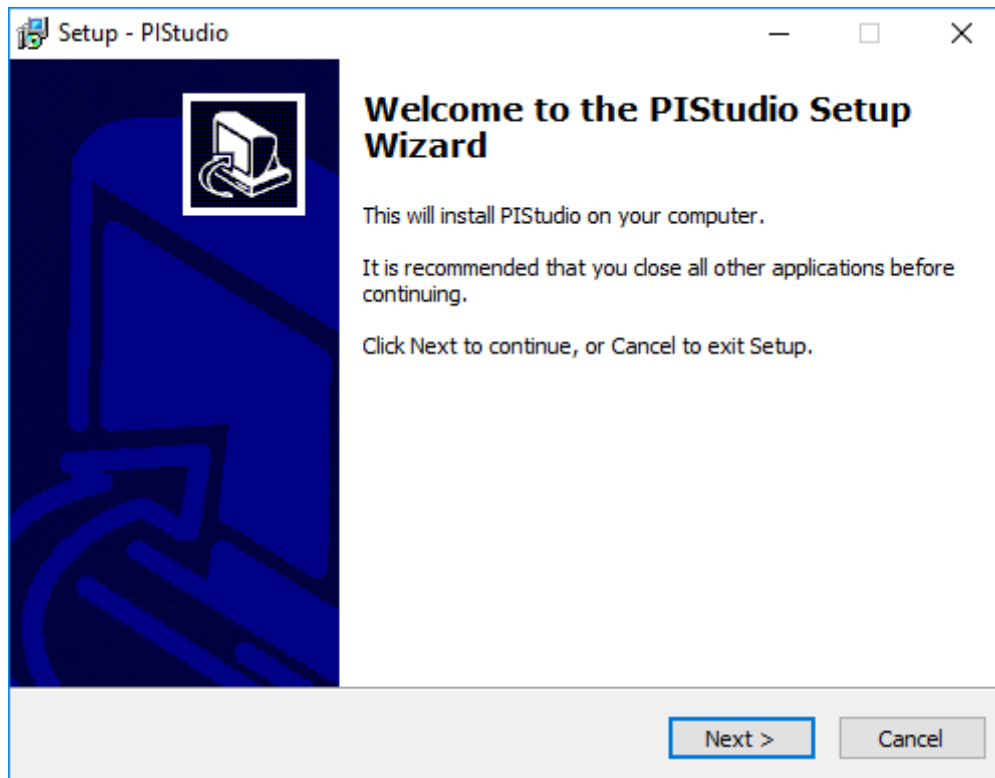 Setup - PIStudio
Welcome to the PIStudio Setup
Wizard
This will install PIStudio on your computer.
It is recommended that you close all other applications before
continuing.
Click Next to continue, or Cancel to exit Setup.
Next >
Cancel